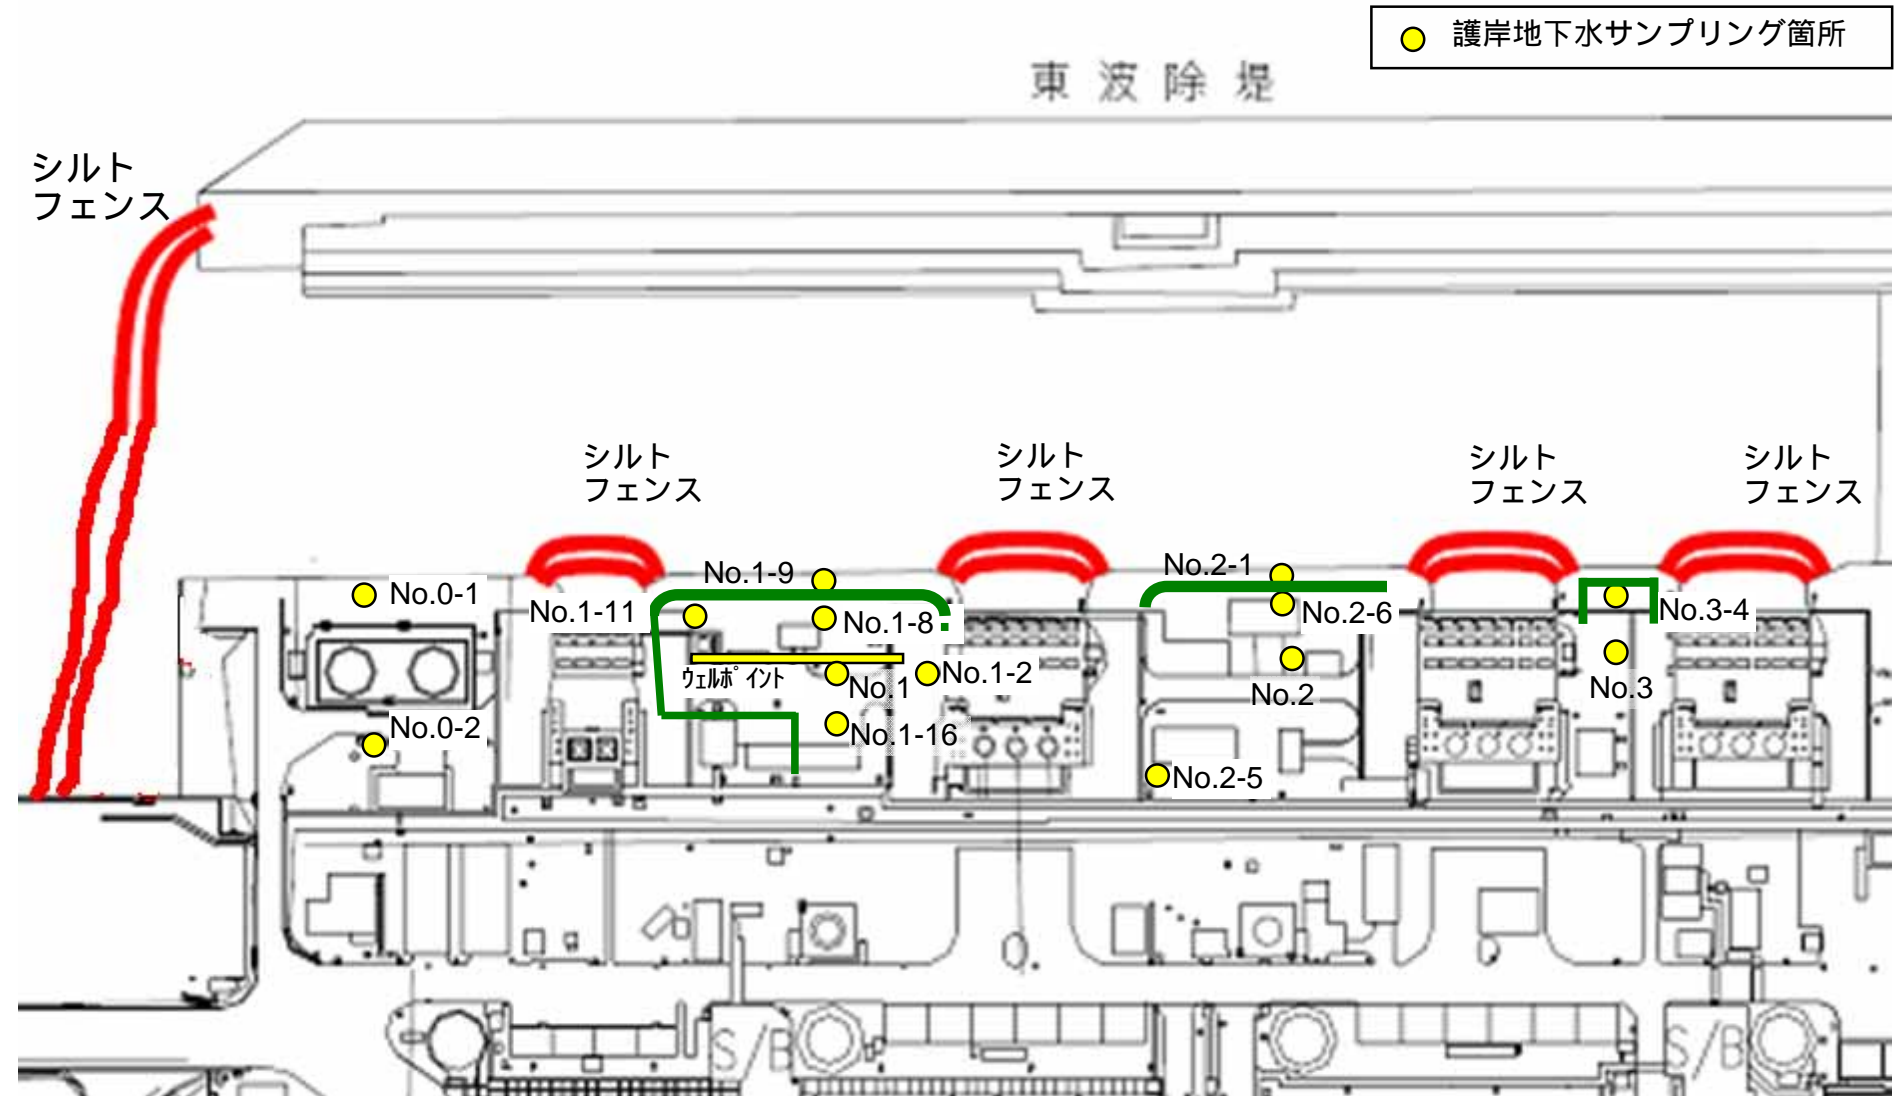 護岸地下水サンプリング箇所
東波除堤
シルト
フェンス
シルト
フェンス
シルト
フェンス
シルト
フェンス
シルト
フェンス
No.0-1
No.1-11
No.1-9
No.1-8
No.2-1
No.2-6
No.3-4
ウェルポイント
No.1
No.1-2
No.2
No.3
No.0-2
No.1-16
No.2-5
S/B
S/B